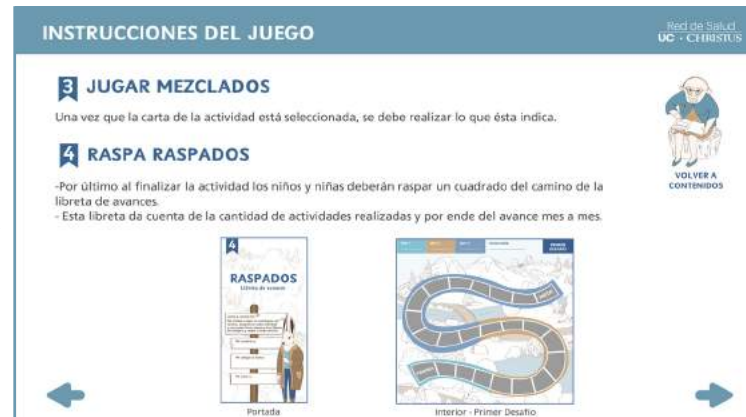 INSTRUCCIONES DEL JUEGO
Red de Salud
UC · CHRISTUS
3 JUGAR MEZCLADOS
Una vez que la carta de la actividad está seleccionada, se debe realizar lo que ésta indica.
4 RASPA RASPADOS
-Por último al finalizar la actividad los niños y niñas deberán raspar un cuadrado del camino de la
libreta de avances.
- Esta libreta da cuenta de la cantidad de actividades realizadas y por ende del avance mes a mes.
VOLVER A
CONTENIDOS
4
RASPADOS
Libreta de avance
PRIMER
DESAFÍO
Portada
Interior - Primer Desafío